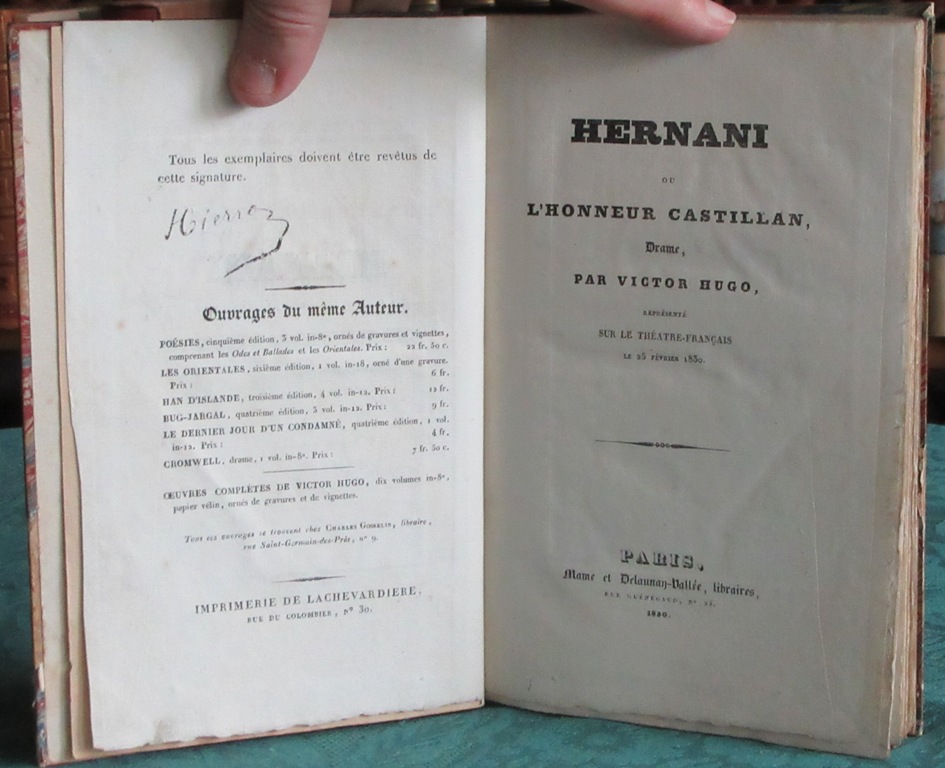 Tous les exemplaires doivent être revêtus de
cette signature.
Hierro
Ouvrages du même Auteur.
POÉSIES, cinquième édition, 3 vol. in-8°, ornés de gravures et vignettes,
comprenant les Odes et Ballades et les Orientales. Prix : 22 fr. 50 c.
LES ORIENTALES, sixième édition, 1 vol. in-18, orné d'une gravure.
Prix : 6 fr.
HAN D'ISLANDE, troisième édition, 4 vol. in-12. Prix : 12 fr.
BUG-JARGAL, quatrième édition, 3 vol. in-12. Prix : 9 fr.
LE DERNIER JOUR D'UN CONDAMNÉ, quatrième édition, 1 vol.
in-12. Prix : 4 fr.
CROMWELL, drame, 1 vol. in-8°. Prix : 7 fr. 50 c.
ŒUVRES COMPLÈTES DE VICTOR HUGO, dix volumes in-8°,
papier vélin, ornés de gravures et de vignettes.
Tous ces ouvrages se trouvent chez CHARLES GOSSELIN, libraire,
rue Saint-Germain-des-Prés, n° 9.
IMPRIMERIE DE LACHEVARDIERE,
RUE DU COLOMBIER, N° 30.
HERNANI
OU
L'HONNEUR CASTILLAN,
Drame,
PAR VICTOR HUGO,
REPRÉSENTÉ
SUR LE THÉATRE-FRANÇAIS
LE 25 FÉVRIER 1830.
PARIS,
Mame et Delaunay-Vallée, libraires,
RUE GUÉNÉGAUD, N°
1830.